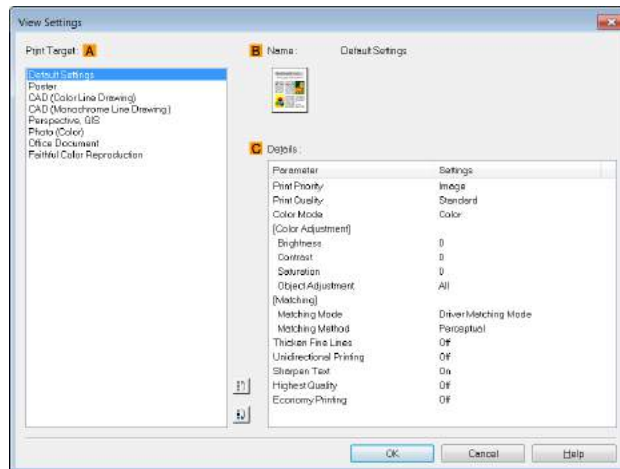 View Settings
Print Target: A
Default Settings
Poster
CAD (Color Line Drawing)
CAD (Monochrome Line Drawing)
Perspective, GIS
Photo (Color)
Office Document
Faithful Color Reproduction
B Name: Default Settings
C Details:
Parameter Settings
Print Priority Image
Print Quality Standard
Color Mode Color
[Color Adjustment]
Brightness 0
Contrast 0
Saturation 0
Object Adjustment All
[Matching]
Matching Mode Driver Matching Mode
Matching Method Perceptual
Thicken Fine Lines Off
Unidirectional Printing Off
Sharpen Text On
Highest Quality Off
Economy Printing Off
OK Cancel Help